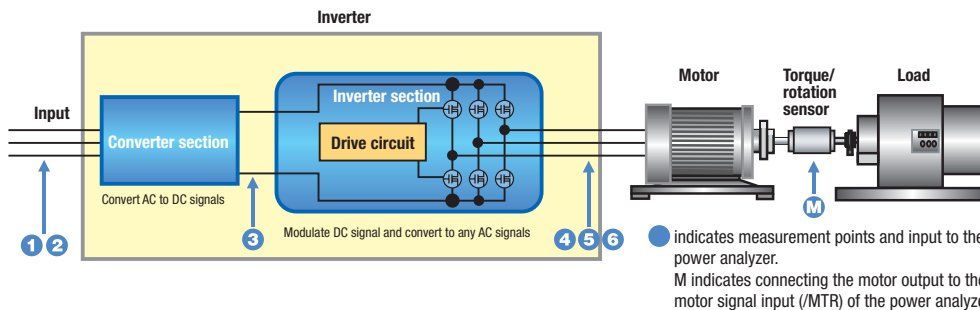 Inverter
Input
Converter section
Convert AC to DC signals
Inverter section
Drive circuit
Modulate DC signal and convert to any AC signals
1 2
3
4 5 6
Motor
Torque/
rotation
sensor
Load
000
M
indicates measurement points and input to the
power analyzer.
M indicates connecting the motor output to the
motor signal input (/MTR) of the power analyze